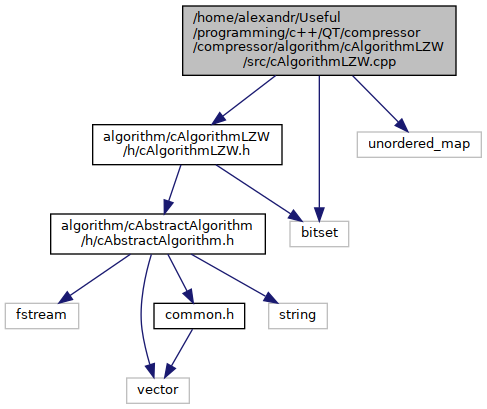 /home/alexandr/Useful
/programming/c++/QT/compressor
/compressor/algorithm/cAlgorithmLZW
/src/cAlgorithmLZW.cpp
algorithm/cAlgorithmLZW
/h/cAlgorithmLZW.h
unordered_map
algorithm/cAbstractAlgorithm
/h/cAbstractAlgorithm.h
bitset
fstream
common.h
string
vector